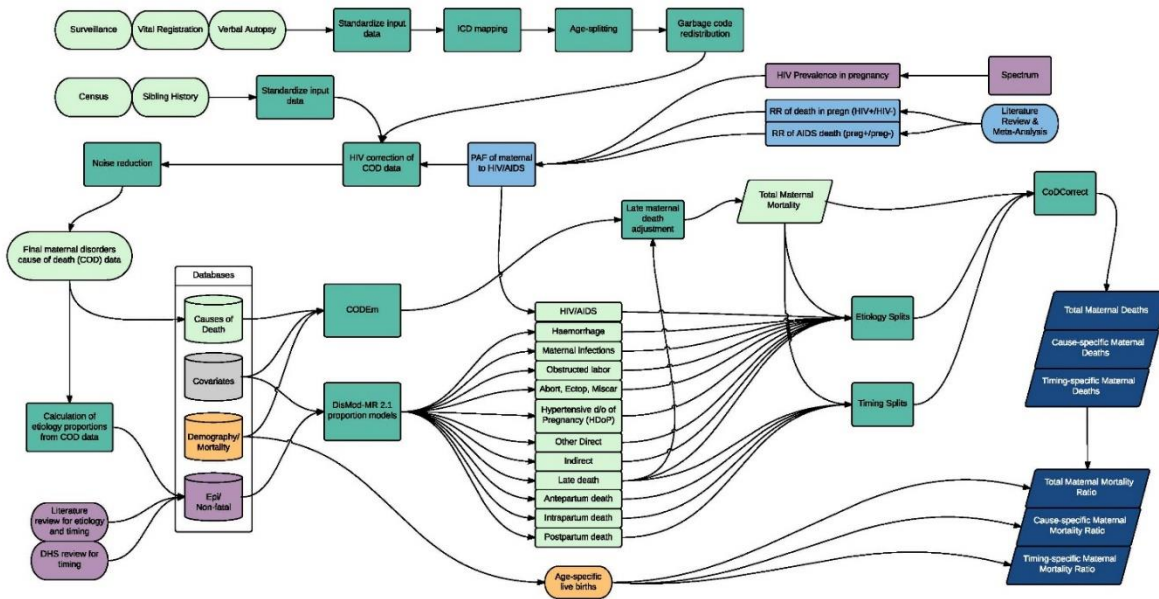 Surveillance
Vital Registration
Verbal Autopsy
Standardize input
data
ICD mapping
Age-splitting
Garbage code
redistribution
Census
Sibling History
Standardize input
data
HIV Prevalence in pregnancy
Spectrum
RR of death in pregn (HIV+/HIV-)
RR of AIDS death (preg+/preg-)
Literature
Review &
Meta-Analysis
Noise reduction
HIV correction of
COD data
PAF of maternal
to HIV/AIDS
Late maternal
death
adjustment
Total Maternal
Mortality
CoDCorrect
Final maternal disorders
cause of death (COD) data
Databases
Causes of
Death
Covariates
Demography/
Mortality
Epi/
Non-fatal
CODEm
DisMod-MR 2.1
proportion models
Calculation of
etiology proportions
from COD data
Literature
review for etiology
and timing
DHS review for
timing
HIV/AIDS
Haemorrhage
Maternal Infections
Obstructed labor
Abort, Ectop, Miscar
Hypertensive d/o of
Pregnancy (HDoP)
Other Direct
Indirect
Late death
Antepartum death
Intrapartum death
Postpartum death
Etiology Splits
Timing Splits
Age-specific
live births
Total Maternal Deaths
Cause-specific Maternal
Deaths
Timing-specific Maternal
Deaths
Total Maternal Mortality
Ratio
Cause-specific Maternal
Mortality Ratio
Timing-specific Maternal
Mortality Ratio